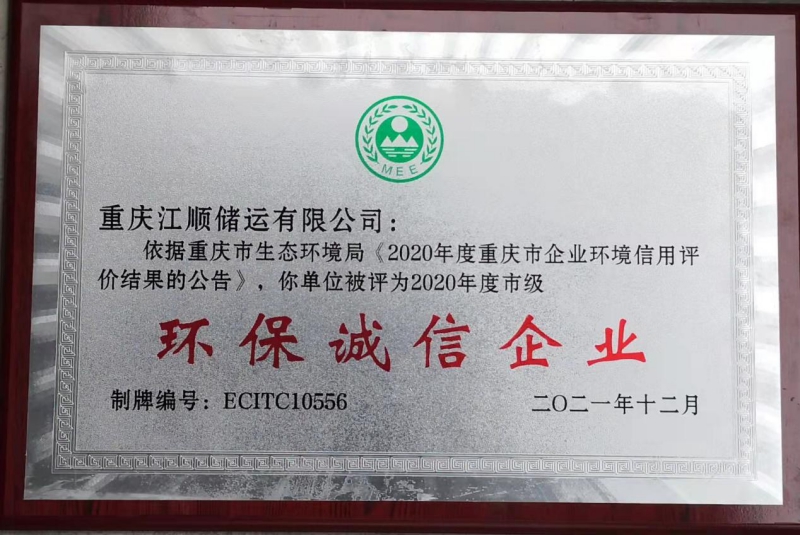 MEE
重庆江顺储运有限公司：
依据重庆市生态环境局《2020年度重庆市企业环境信用评
价结果的公告》，你单位被评为2020年度市级
环保诚信企业
制牌编号：ECITC10556
二〇二一年十二月